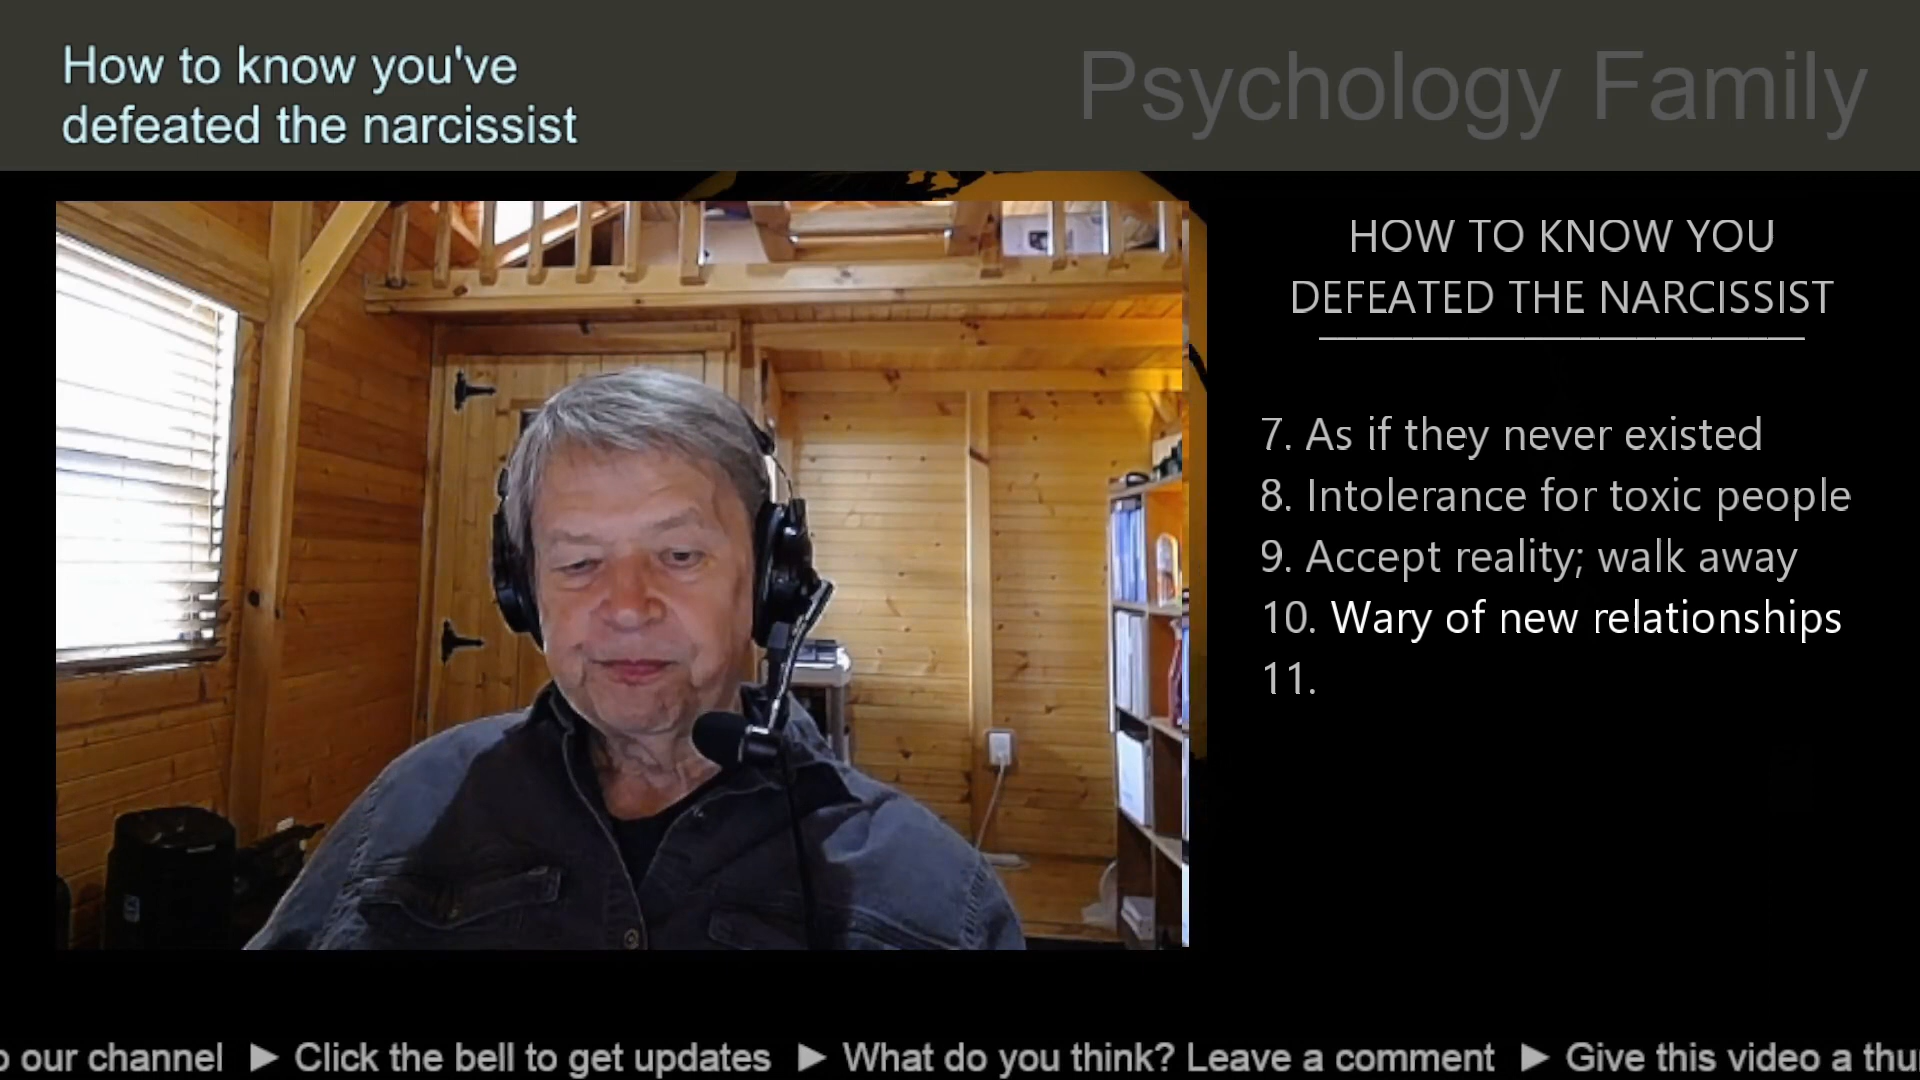 How to know you've
defeated the narcissist
Psychology Family
HOW TO KNOW YOU
DEFEATED THE NARCISSIST
7. As if they never existed
8. Intolerance for toxic people
9. Accept reality; walk away
10. Wary of new relationships
11.
our channel ► Click the bell to get updates ► What do you think? Leave a comment ► Give this video a